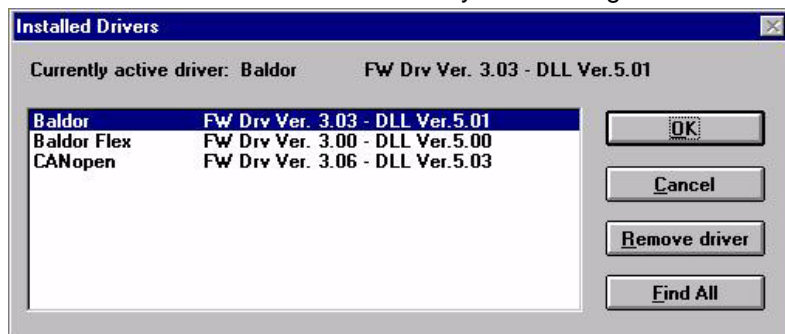 Installed Drivers
Currently active driver: Baldor FW Drv Ver. 3.03 - DLL Ver.5.01
Baldor FW Drv Ver. 3.03 - DLL Ver.5.01
Baldor Flex FW Drv Ver. 3.00 - DLL Ver.5.00
CANopen FW Drv Ver. 3.06 - DLL Ver.5.03
OK
Cancel
Remove driver
Find All